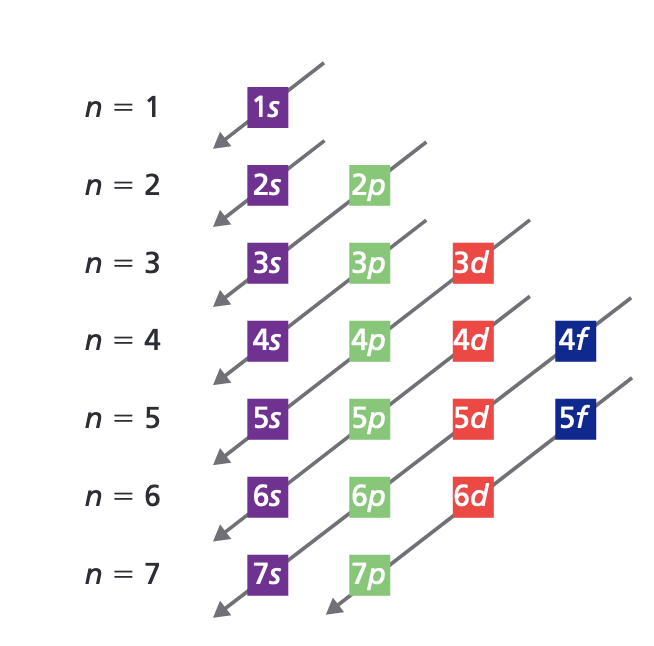 n = 1 1s
n = 2 2s 2p
n = 3 3s 3p 3d
n = 4 4s 4p 4d 4f
n = 5 5s 5p 5d 5f
n = 6 6s 6p 6d
n = 7 7s 7p